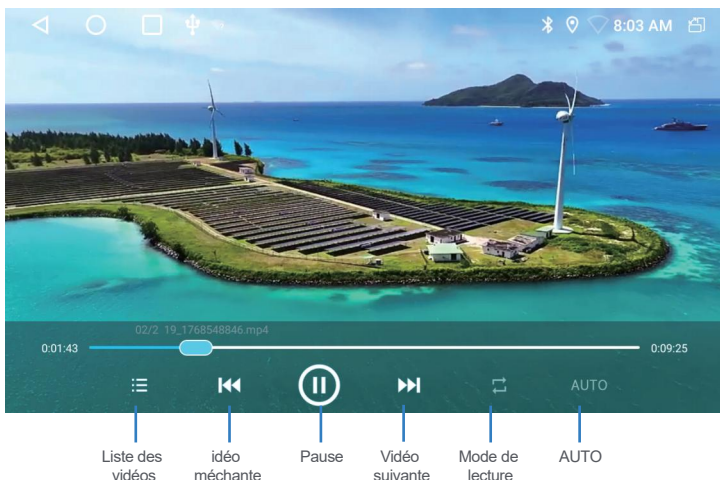 8:03 AM
02/2 19_1768548846.mp4
0:01:43
0:09:25
AUTO
Liste des vidéos
idéo méchante
Pause
Vidéo suivante
Mode de lecture
AUTO